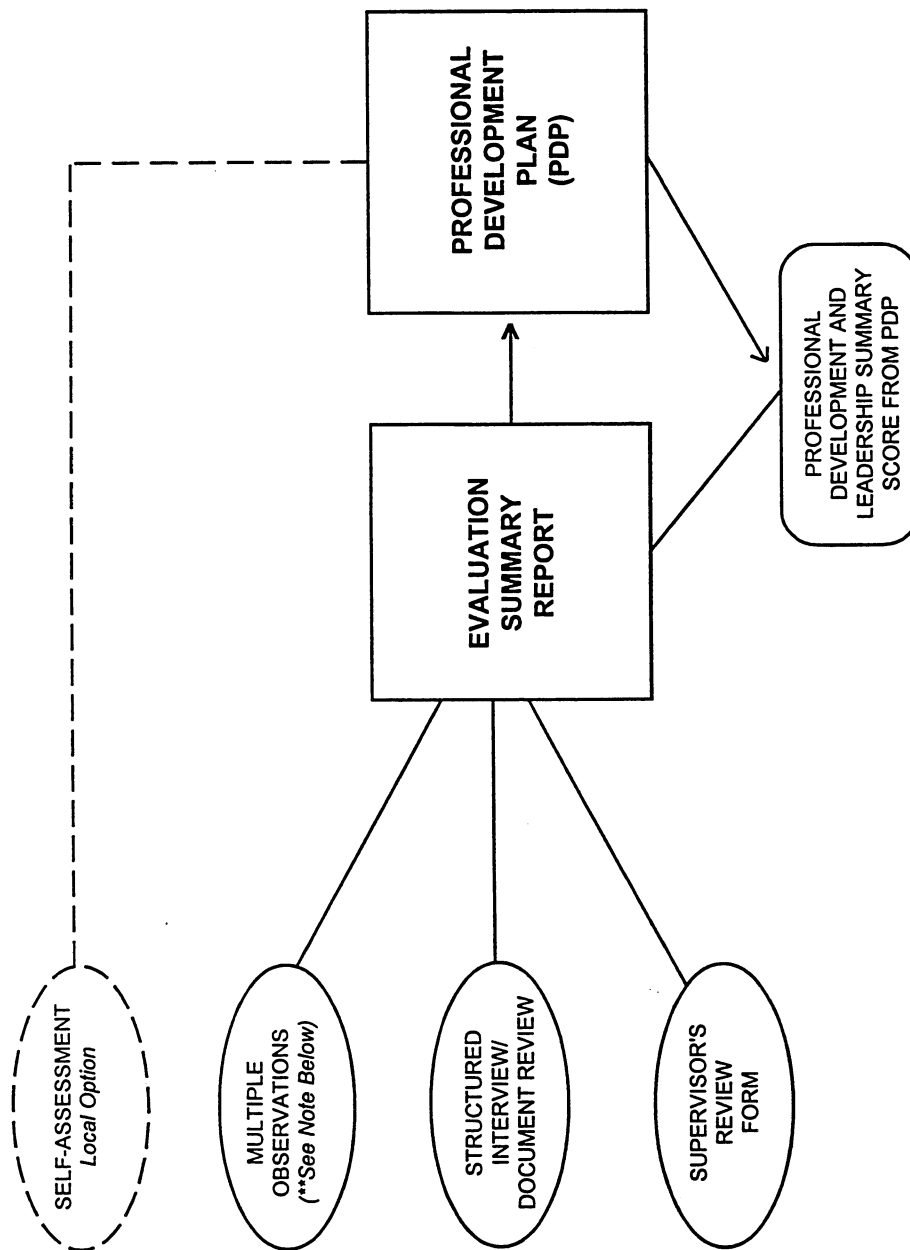 SELF-ASSESSMENT
Local Option
MULTIPLE
OBSERVATIONS
(**See Note Below)
STRUCTURED
INTERVIEW/
DOCUMENT REVIEW
SUPERVISOR'S
REVIEW
FORM
EVALUATION
SUMMARY
REPORT
PROFESSIONAL
DEVELOPMENT
PLAN
(PDP)
PROFESSIONAL
DEVELOPMENT AND
LEADERSHIP SUMMARY
SCORE FROM PDP